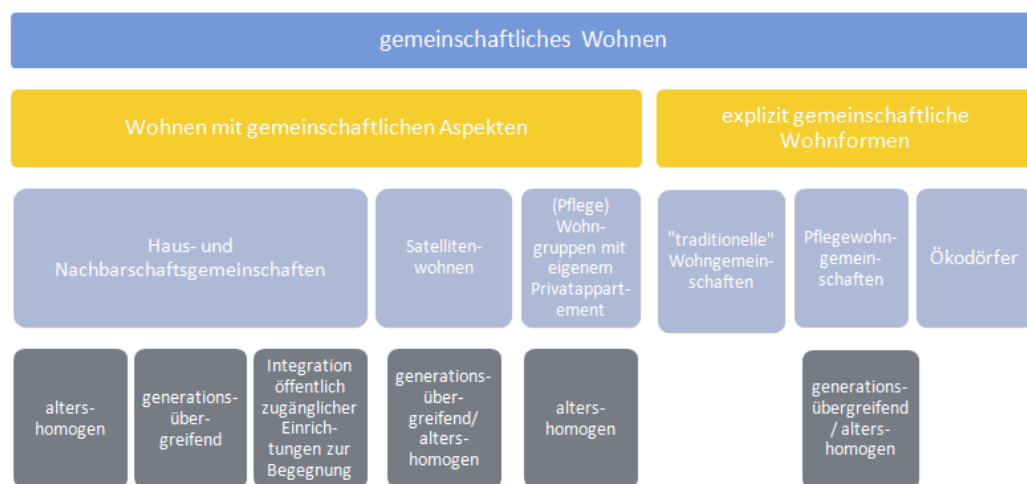 gemeinschaftliches Wohnen
Wohnen mit gemeinschaftlichen Aspekten
explizit gemeinschaftliche
Wohnformen
Haus- und
Nachbarschaftsgemeinschaften
Satelliten-
wohnen
(Pflege)
Wohn-
gruppen mit
eigenem
Privatappart-
ement
"traditionelle"
Wohngemein-
schaften
Pflegewohn-
gemein-
schaften
Ökodörfer
alters-
homogen
generations-
über-
greifend
Integration
öffentlich
zugänglicher
Einrich-
tungen zur
Begegnung
generations-
über-
greifend/
alters-
homogen
alters-
homogen
generations-
übergreifend
/ alters-
homogen